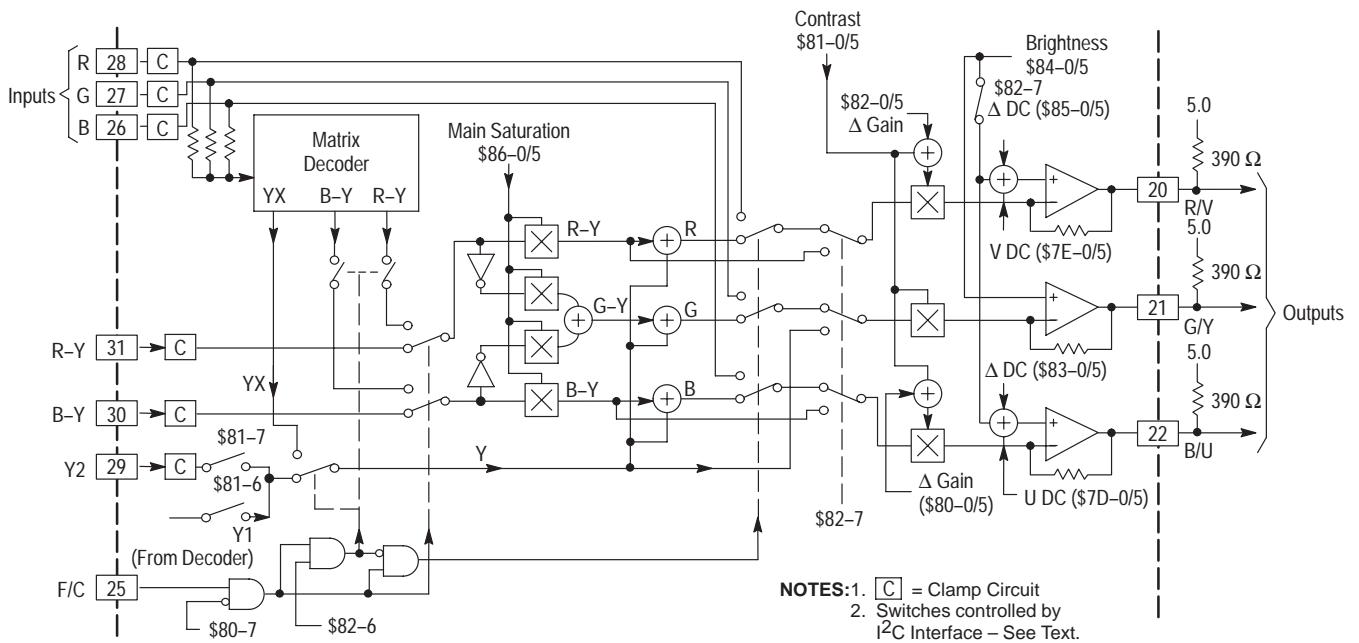 Inputs
R 28 C
G 27 C
B 26 C
Matrix
Decoder
YX B–Y R–Y
Main Saturation
$86–0/5
Contrast
$81–0/5
$82–0/5
Δ Gain
Brightness
$84–0/5
$82–7
Δ DC ($85–0/5)
5.0
390 Ω
20
R/V
V DC ($7E–0/5)
R–Y
R
5.0
390 Ω
G–Y
G
21
G/Y
Outputs
R–Y 31 C
YX
Δ DC ($83–0/5)
5.0
390 Ω
B–Y 30 C
B–Y
B
22
B/U
Y2 29 C
$81–7
$81–6
Y
Δ Gain
($80–0/5)
U DC ($7D–0/5)
Y1
(From Decoder)
$82–7
F/C 25
$80–7
$82–6
NOTES:1. C = Clamp Circuit
2. Switches controlled by
I2C Interface – See Text.